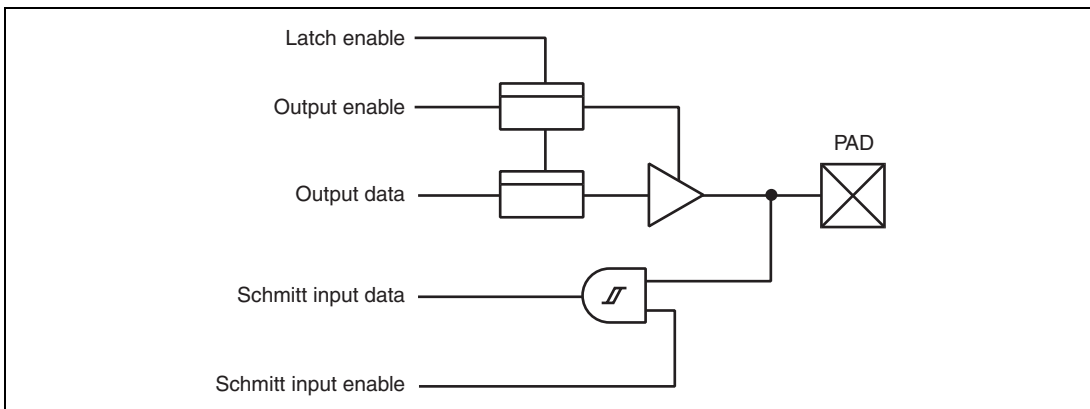 Latch enable
Output enable
PAD
Output data
Schmitt input data
Schmitt input enable